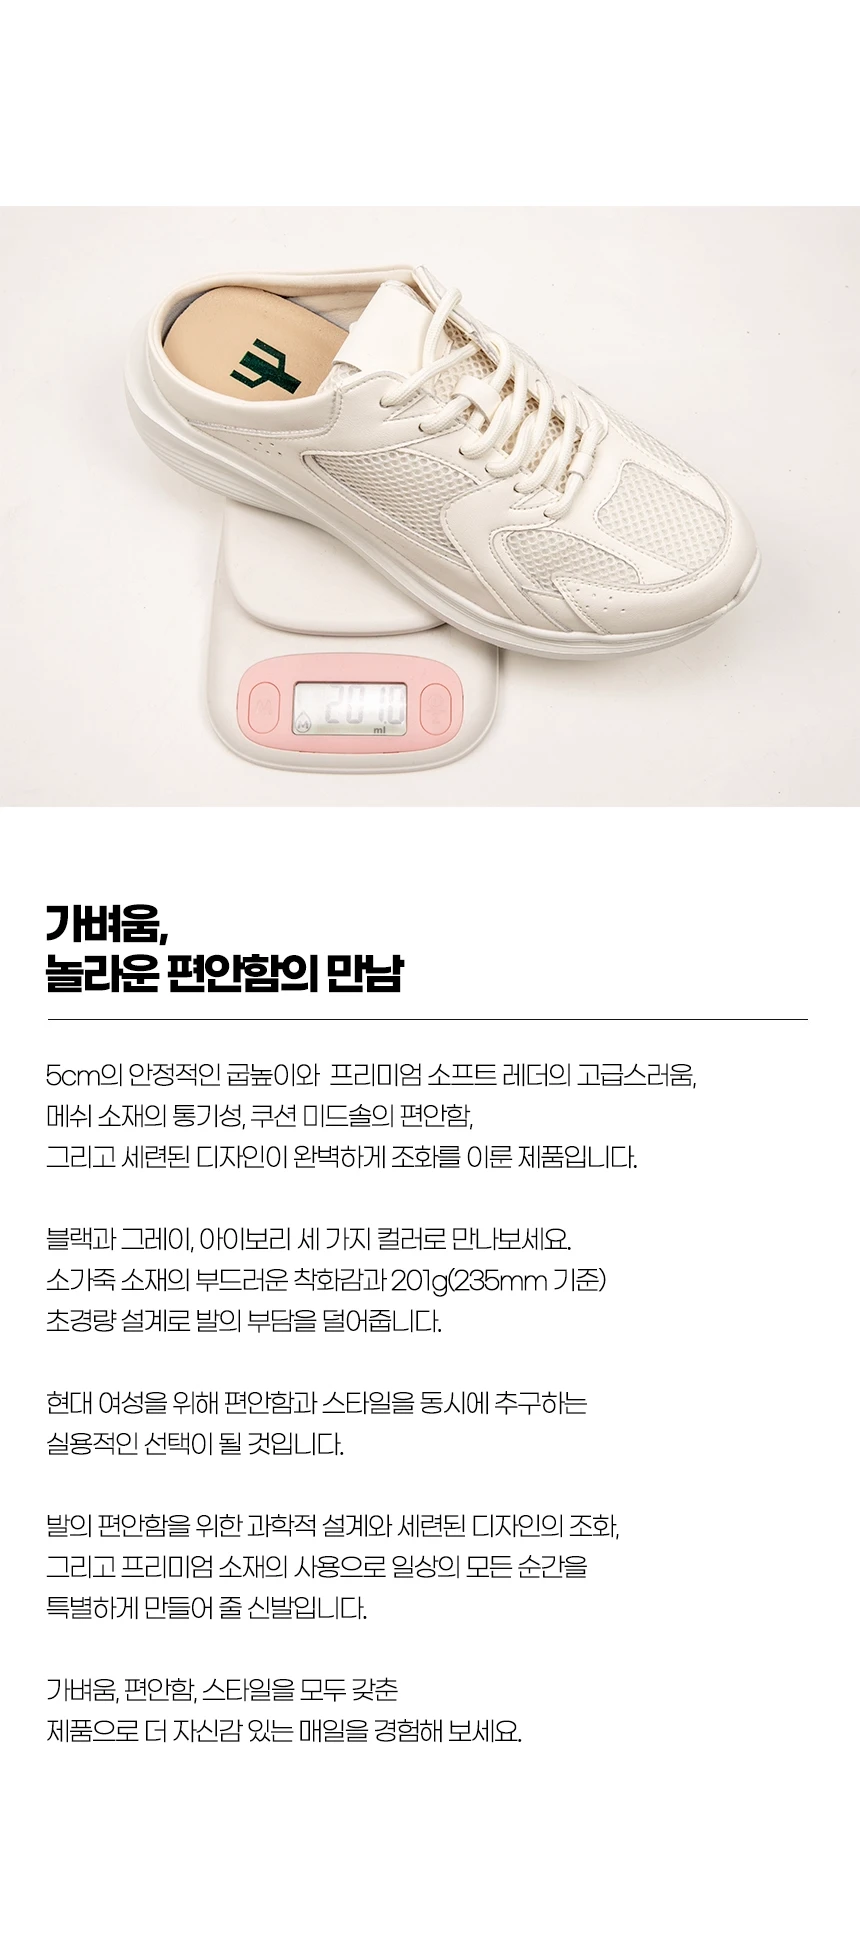 201.0
ml
가벼움,
놀라운 편안함의 만남
5cm의 안정적인 굽높이와 프리미엄 소프트 레더의 고급스러움,
메쉬 소재의 통기성, 쿠션 미드솔의 편안함,
그리고 세련된 디자인이 완벽하게 조화를 이룬 제품입니다.
블랙과 그레이, 아이보리 세 가지 컬러로 만나보세요.
소가죽 소재의 부드러운 착화감과 201g(235mm 기준)
초경량 설계로 발의 부담을 덜어줍니다.
현대 여성을 위해 편안함과 스타일을 동시에 추구하는
실용적인 선택이 될 것입니다.
발의 편안함을 위한 과학적 설계와 세련된 디자인의 조화,
그리고 프리미엄 소재의 사용으로 일상의 모든 순간을
특별하게 만들어 줄 신발입니다.
가벼움, 편안함, 스타일을 모두 갖춘
제품으로 더 자신감 있는 매일을 경험해 보세요.